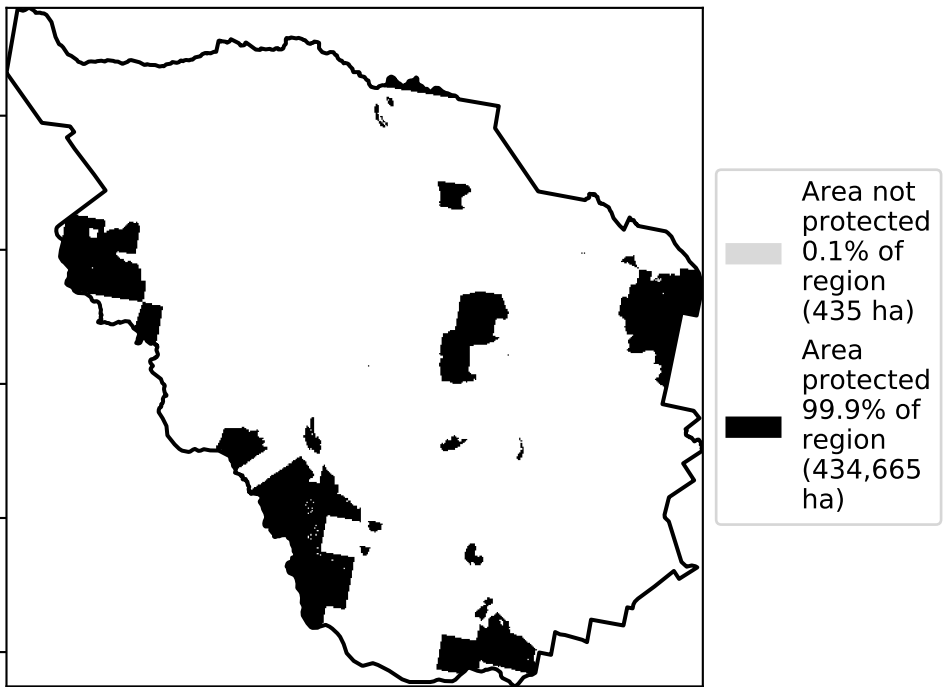 Area not
protected
0.1% of
region
(435 ha)
Area
protected
99.9% of
region
(434,665
ha)